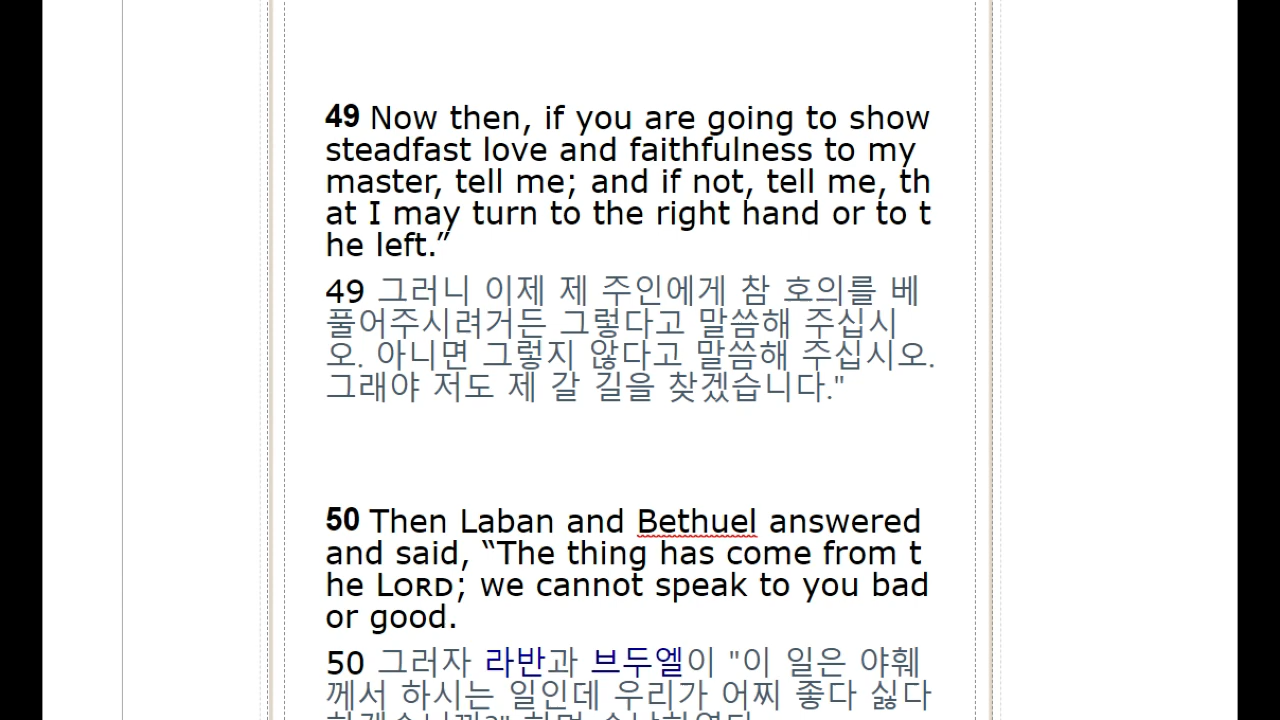 49 Now then, if you are going to show
steadfast love and faithfulness to my
master, tell me; and if not, tell me, th
at I may turn to the right hand or to t
he left.”
49 그러니 이제 제 주인에게 참 호의를 베
풀어주시려거든 그렇다고 말씀해 주십시
오. 아니면 그렇지 않다고 말씀해 주십시오.
그래야 저도 제 갈 길을 찾겠습니다."
50 Then Laban and Bethuel answered
and said, “The thing has come from t
he LORD; we cannot speak to you bad
or good.
50 그러자 라반과 브두엘이 "이 일은 야훼
께서 하시는 일인데 우리가 어찌 좋다 싫다